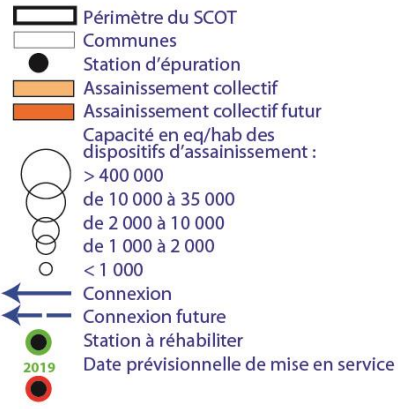 Périmètre du SCOT
Communes
Station d'épuration
Assainissement collectif
Assainissement collectif futur
Capacité en eq/hab des
dispositifs d'assainissement :
> 400 000
de 10 000 à 35 000
de 2 000 à 10 000
de 1 000 à 2 000
< 1 000
Connexion
Connexion future
Station à réhabiliter
2019 Date prévisionnelle de mise en service